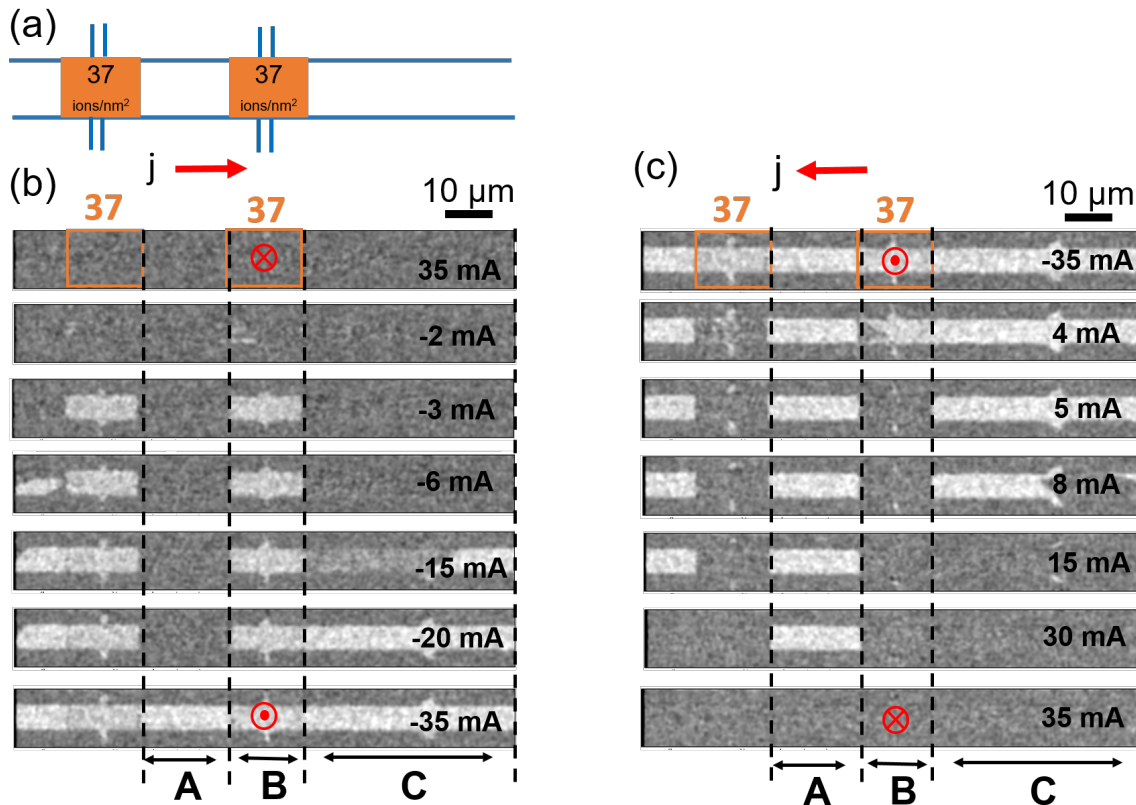 (a)
37 37
ions/nm² ions/nm²
j
(b)
10 µm
37 37
35 mA
-2 mA
-3 mA
-6 mA
-15 mA
-20 mA
-35 mA
A B C
j
(c)
10 µm
37 37
-35 mA
4 mA
5 mA
8 mA
15 mA
30 mA
35 mA
A B C